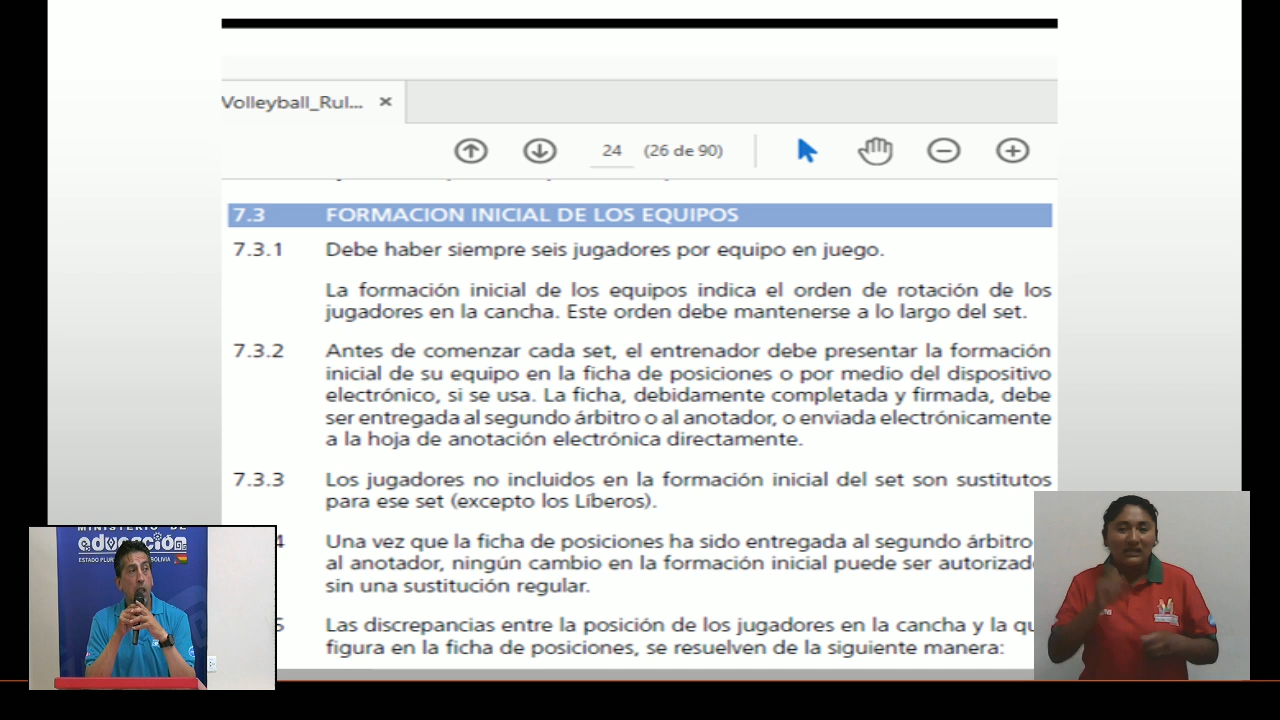 Volleyball_Rul... ×
24 (26 de 90)
7.3 FORMACION INICIAL DE LOS EQUIPOS
7.3.1 Debe haber siempre seis jugadores por equipo en juego.
La formación inicial de los equipos indica el orden de rotación de los
jugadores en la cancha. Este orden debe mantenerse a lo largo del set.
7.3.2 Antes de comenzar cada set, el entrenador debe presentar la formación
inicial de su equipo en la ficha de posiciones o por medio del dispositivo
electrónico, si se usa. La ficha, debidamente completada y firmada, debe
ser entregada al segundo árbitro o al anotador, o enviada electrónicamente
a la hoja de anotación electrónica directamente.
7.3.3 Los jugadores no incluidos en la formación inicial del set son sustitutos
para ese set (excepto los Líberos).
4 Una vez que la ficha de posiciones ha sido entregada al segundo árbitro
al anotador, ningún cambio en la formación inicial puede ser autorizad
sin una sustitución regular.
5 Las discrepancias entre la posición de los jugadores en la cancha y la qu
figura en la ficha de posiciones, se resuelven de la siguiente manera:
MINISTERIO DE
educación
ESTADO PLUR BOLIVIA